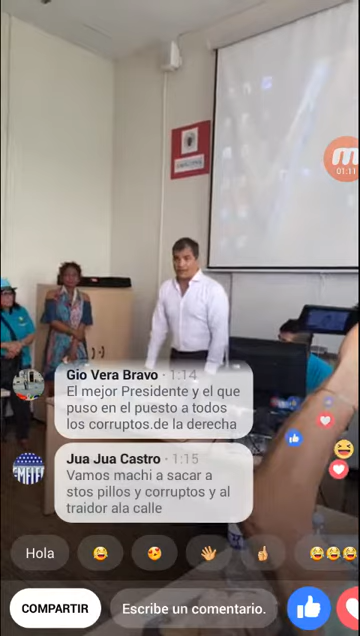 01:11
Gio Vera Bravo · 1:14
El mejor Presidente y el que
puso en el puesto a todos
los corruptos.de la derecha
Jua Jua Castro · 1:15
Vamos machi a sacar a
stos pillos y corruptos y al
traidor ala calle
Hola
COMPARTIR
Escribe un comentario.